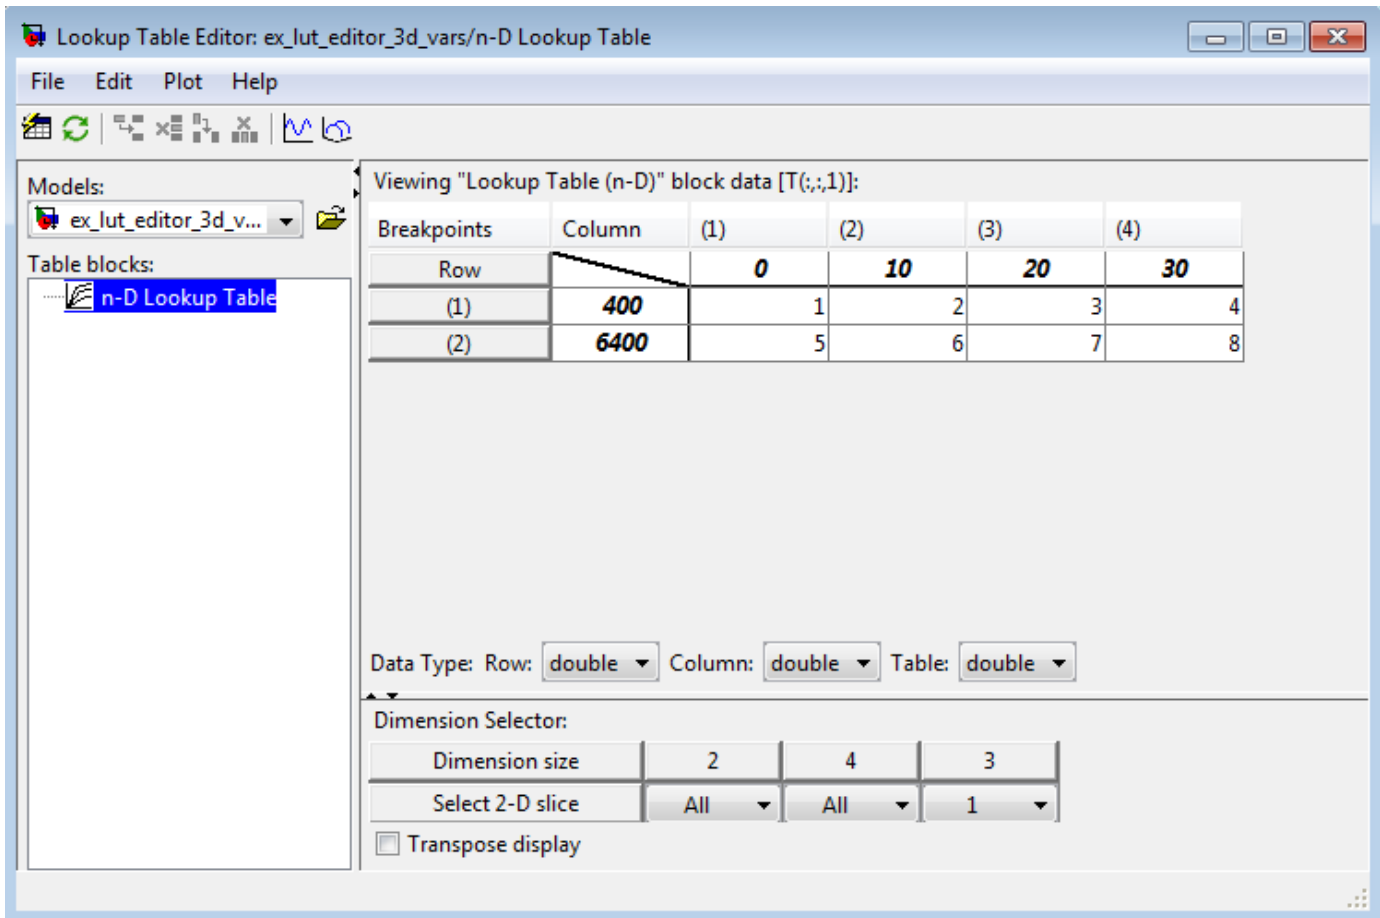 Lookup Table Editor: ex_lut_editor_3d_vars/n-D Lookup Table
File Edit Plot Help
Models:
ex_lut_editor_3d_v...
Table blocks:
n-D Lookup Table
Viewing "Lookup Table (n-D)" block data [T(:,:,1)]:
Breakpoints Column (1) (2) (3) (4)
Row 0 10 20 30
(1) 400 1 2 3 4
(2) 6400 5 6 7 8
Data Type: Row: double Column: double Table: double
Dimension Selector:
Dimension size 2 4 3
Select 2-D slice All All 1
Transpose display